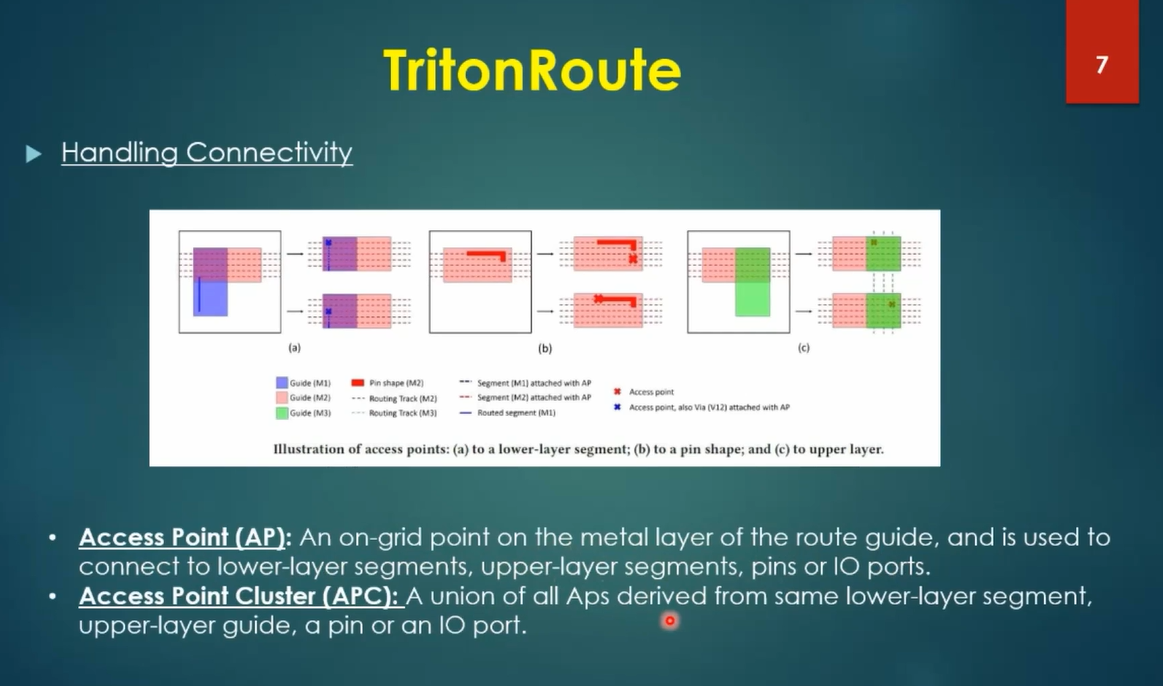 TritonRoute
7
Handling Connectivity
(a)
(b)
(c)
Guide (M1)
Guide (M2)
Guide (M3)
Pin shape (M2)
Routing Track (M2)
Routing Track (M3)
Segment (M1) attached with AP
Segment (M2) attached with AP
Routed segment (M1)
Access point
Access point, also Via (V12) attached with AP
Illustration of access points: (a) to a lower-layer segment; (b) to a pin shape; and (c) to upper layer.
• Access Point (AP): An on-grid point on the metal layer of the route guide, and is used to
connect to lower-layer segments, upper-layer segments, pins or IO ports.
• Access Point Cluster (APC): A union of all Aps derived from same lower-layer segment,
upper-layer guide, a pin or an IO port.